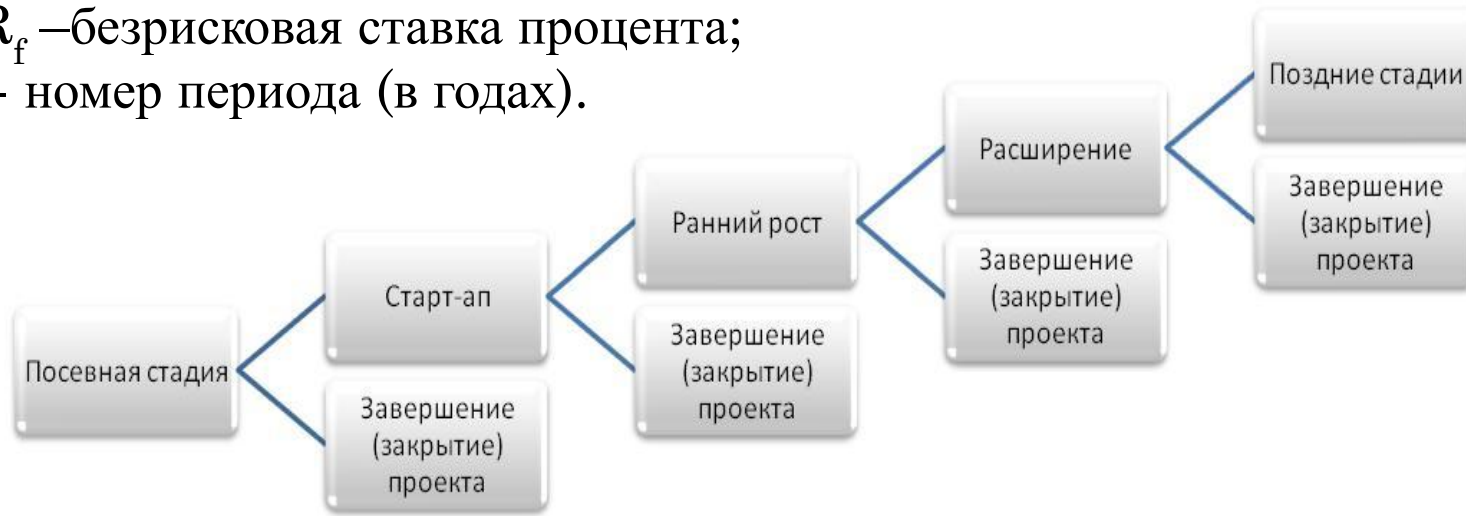 R_f –безрисковая ставка процента;
- номер периода (в годах).
Посевная стадия
Старт-ап
Завершение
(закрытие)
проекта
Ранний рост
Завершение
(закрытие)
проекта
Расширение
Завершение
(закрытие)
проекта
Поздние стадии
Завершение
(закрытие)
проекта